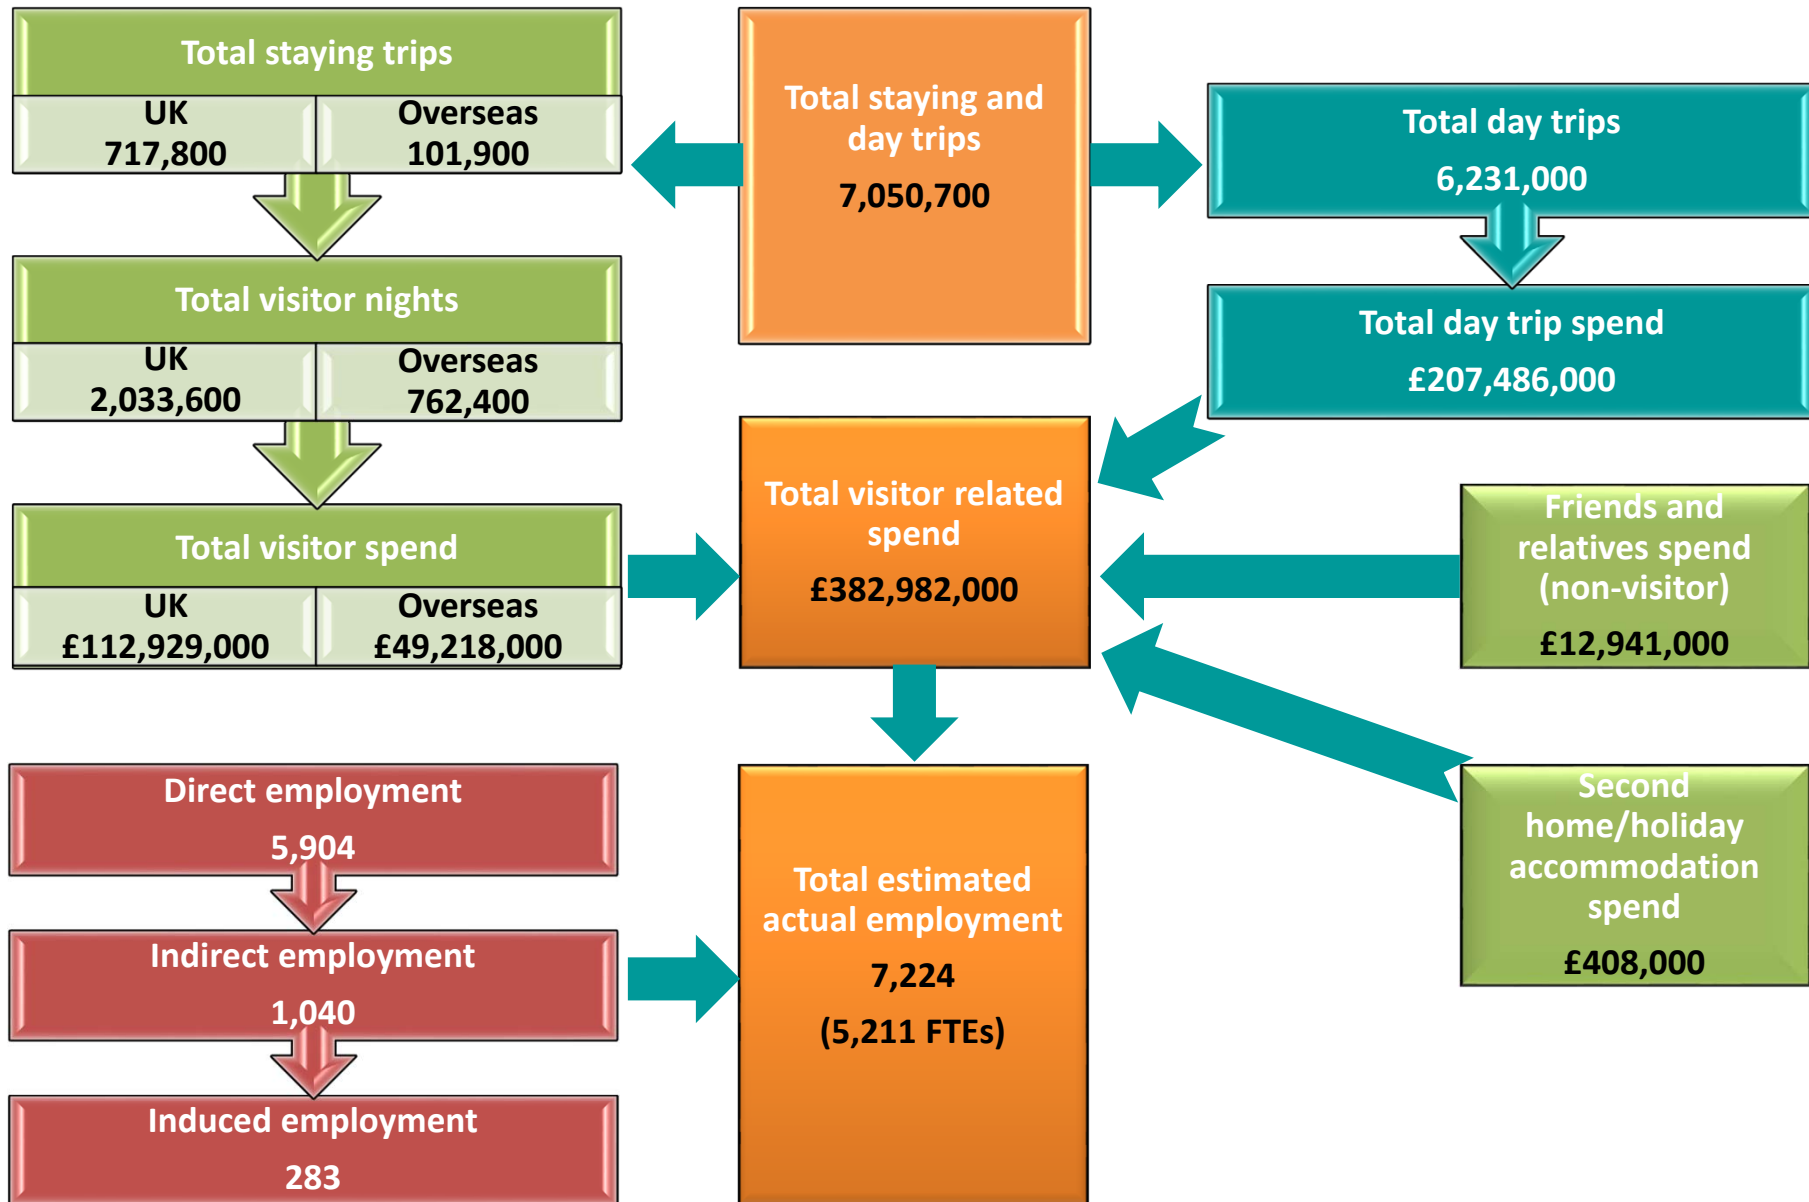 Total staying trips
UK
717,800
Overseas
101,900
Total visitor nights
UK
2,033,600
Overseas
762,400
Total visitor spend
UK
£112,929,000
Overseas
£49,218,000
Direct employment
5,904
Indirect employment
1,040
Induced employment
283
Total staying and
day trips
7,050,700
Total visitor related
spend
£382,982,000
Total estimated
actual employment
7,224
(5,211 FTEs)
Total day trips
6,231,000
Total day trip spend
£207,486,000
Friends and
relatives spend
(non-visitor)
£12,941,000
Second
home/holiday
accommodation
spend
£408,000